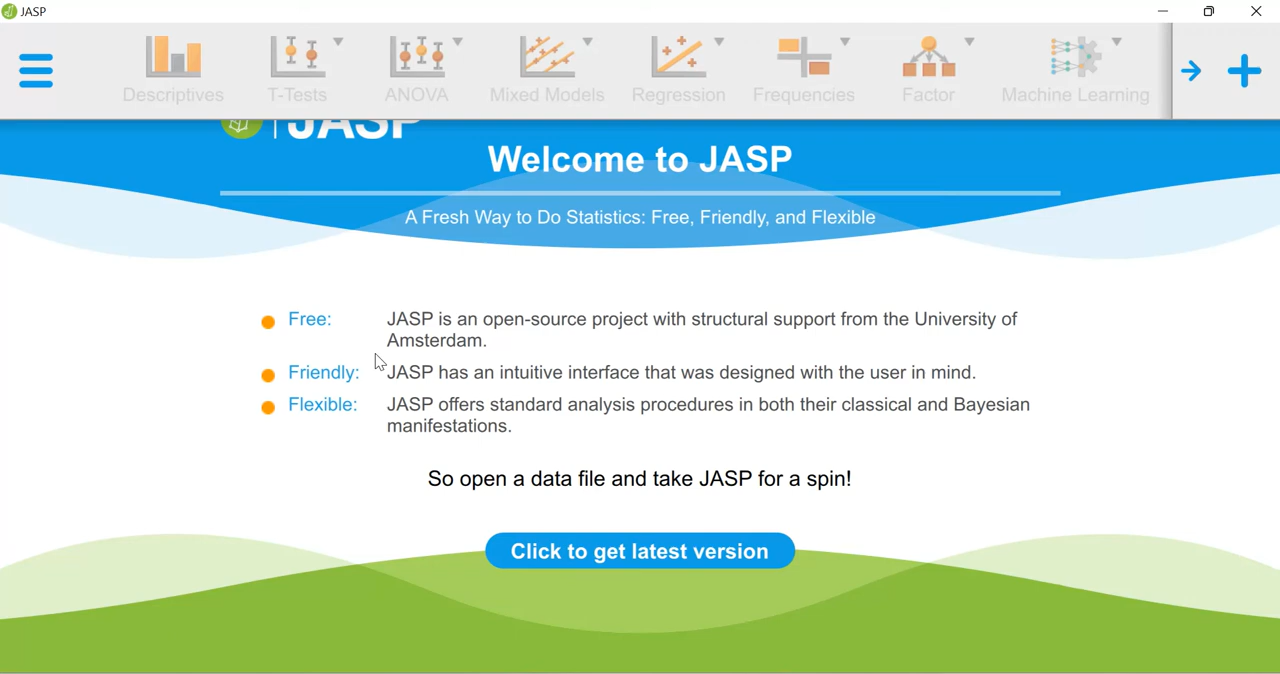 JASP
Descriptives T-Tests ANOVA Mixed Models Regression Frequencies Factor Machine Learning
JASP
Welcome to JASP
A Fresh Way to Do Statistics: Free, Friendly, and Flexible
Free: JASP is an open-source project with structural support from the University of
Amsterdam.
Friendly: JASP has an intuitive interface that was designed with the user in mind.
Flexible: JASP offers standard analysis procedures in both their classical and Bayesian
manifestations.
So open a data file and take JASP for a spin!
Click to get latest version